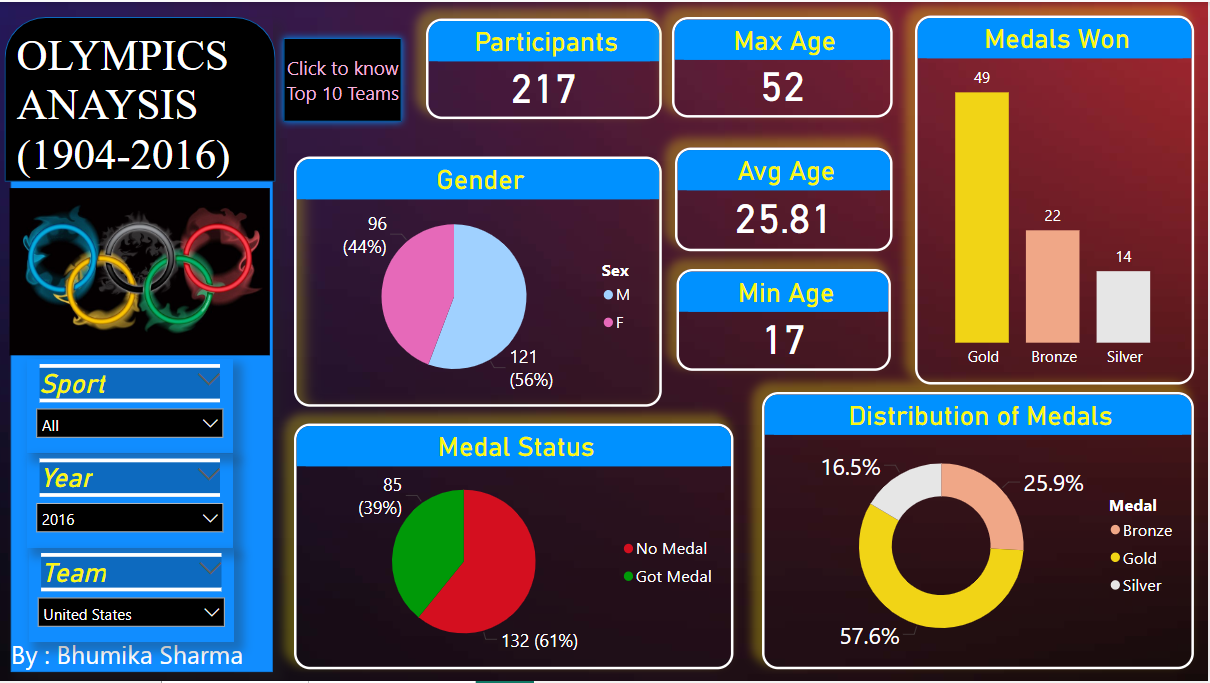 OLYMPICS
ANAYSIS
(1904-2016)
Click to know
Top 10 Teams
Participants
217
Max Age
52
Medals Won
49
22
14
Gold
Bronze
Silver
Gender
96
(44%)
121
(56%)
Sex
M
F
Avg Age
25.81
Min Age
17
Sport
All
Year
2016
Team
United States
By : Bhumika Sharma
Medal Status
85
(39%)
132 (61%)
No Medal
Got Medal
Distribution of Medals
16.5%
25.9%
57.6%
Medal
Bronze
Gold
Silver